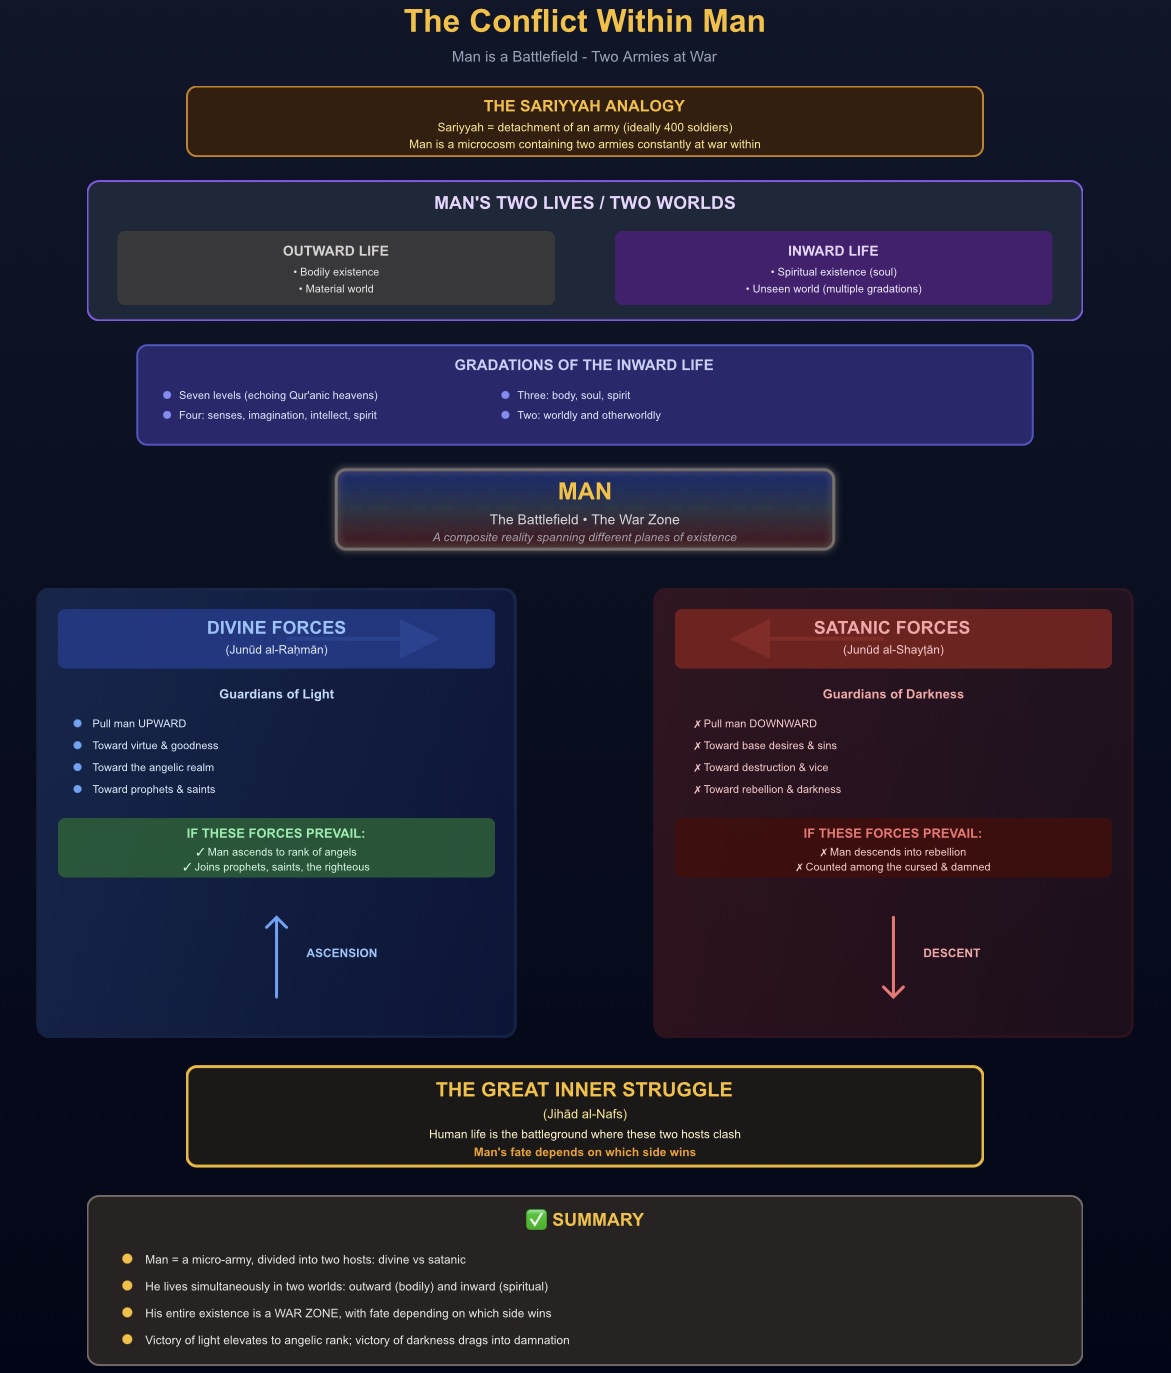 The Conflict Within Man
Man is a Battlefield - Two Armies at War
THE SARIYYAH ANALOGY
Sariyyah = detachment of an army (ideally 400 soldiers)
Man is a microcosm containing two armies constantly at war within
MAN'S TWO LIVES / TWO WORLDS
OUTWARD LIFE
• Bodily existence
• Material world
INWARD LIFE
• Spiritual existence (soul)
• Unseen world (multiple gradations)
GRADATIONS OF THE INWARD LIFE
Seven levels (echoing Qur'anic heavens)
Four: senses, imagination, intellect, spirit
Three: body, soul, spirit
Two: worldly and otherworldly
MAN
The Battlefield • The War Zone
A composite reality spanning different planes of existence
DIVINE FORCES
(Junūd al-Raḥmān)
Guardians of Light
Pull man UPWARD
Toward virtue & goodness
Toward the angelic realm
Toward prophets & saints
IF THESE FORCES PREVAIL:
✓ Man ascends to rank of angels
✓ Joins prophets, saints, the righteous
ASCENSION
SATANIC FORCES
(Junūd al-Shayṭān)
Guardians of Darkness
✗ Pull man DOWNWARD
✗ Toward base desires & sins
✗ Toward destruction & vice
✗ Toward rebellion & darkness
IF THESE FORCES PREVAIL:
✗ Man descends into rebellion
✗ Counted among the cursed & damned
DESCENT
THE GREAT INNER STRUGGLE
(Jihād al-Nafs)
Human life is the battleground where these two hosts clash
Man's fate depends on which side wins
✅ SUMMARY
Man = a micro-army, divided into two hosts: divine vs satanic
He lives simultaneously in two worlds: outward (bodily) and inward (spiritual)
His entire existence is a WAR ZONE, with fate depending on which side wins
Victory of light elevates to angelic rank; victory of darkness drags into damnation